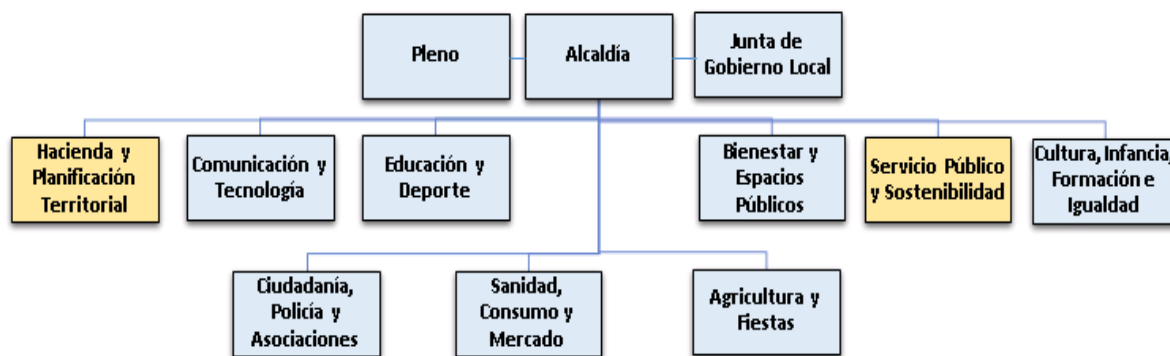 Pleno
Alcaldía
Junta de
Gobierno Local
Hacienda y
Planificación
Territorial
Comunicación y
Tecnología
Educación y
Deporte
Bienestar y
Espacios
Públicos
Servicio Público
y Sostenibilidad
Cultura, Infancia,
Formación e
Igualdad
Ciudadanía,
Policía y
Asociaciones
Sanidad,
Consumo y
Mercado
Agricultura y
Fiestas